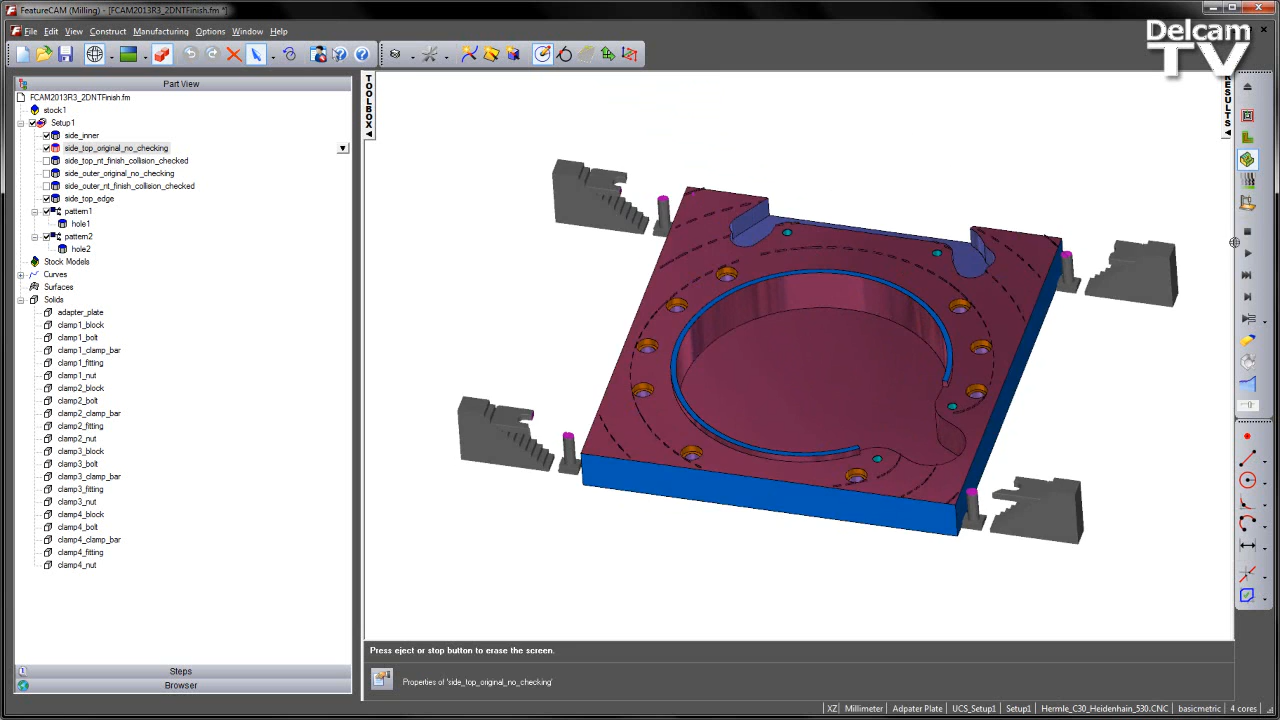 FeatureCAM (Milling) - [FCAM2013R3_2DNTFinish.fm *]
File Edit View Construct Manufacturing Options Window Help
Delcam
TV
Part View
FCAM2013R3_2DNTFinish.fm
stock1
Setup1
side_inner
side_top_original_no_checking
side_top_nt_finish_collision_checked
side_outer_original_no_checking
side_outer_nt_finish_collision_checked
side_top_edge
pattern1
hole1
pattern2
hole2
Stock Models
Curves
Surfaces
Solids
adapter_plate
clamp1_block
clamp1_bolt
clamp1_clamp_bar
clamp1_fitting
clamp1_nut
clamp2_block
clamp2_bolt
clamp2_clamp_bar
clamp2_fitting
clamp2_nut
clamp3_block
clamp3_bolt
clamp3_clamp_bar
clamp3_fitting
clamp3_nut
clamp4_block
clamp4_bolt
clamp4_clamp_bar
clamp4_fitting
clamp4_nut
Steps
Browser
TOOLBOX
RESULTS
Press eject or stop button to erase the screen.
Properties of 'side_top_original_no_checking'
XZ Millimeter Adpater Plate UCS_Setup1 Setup1 Hermle_C30_Heidenhain_530.CNC basicmetric 4 cores